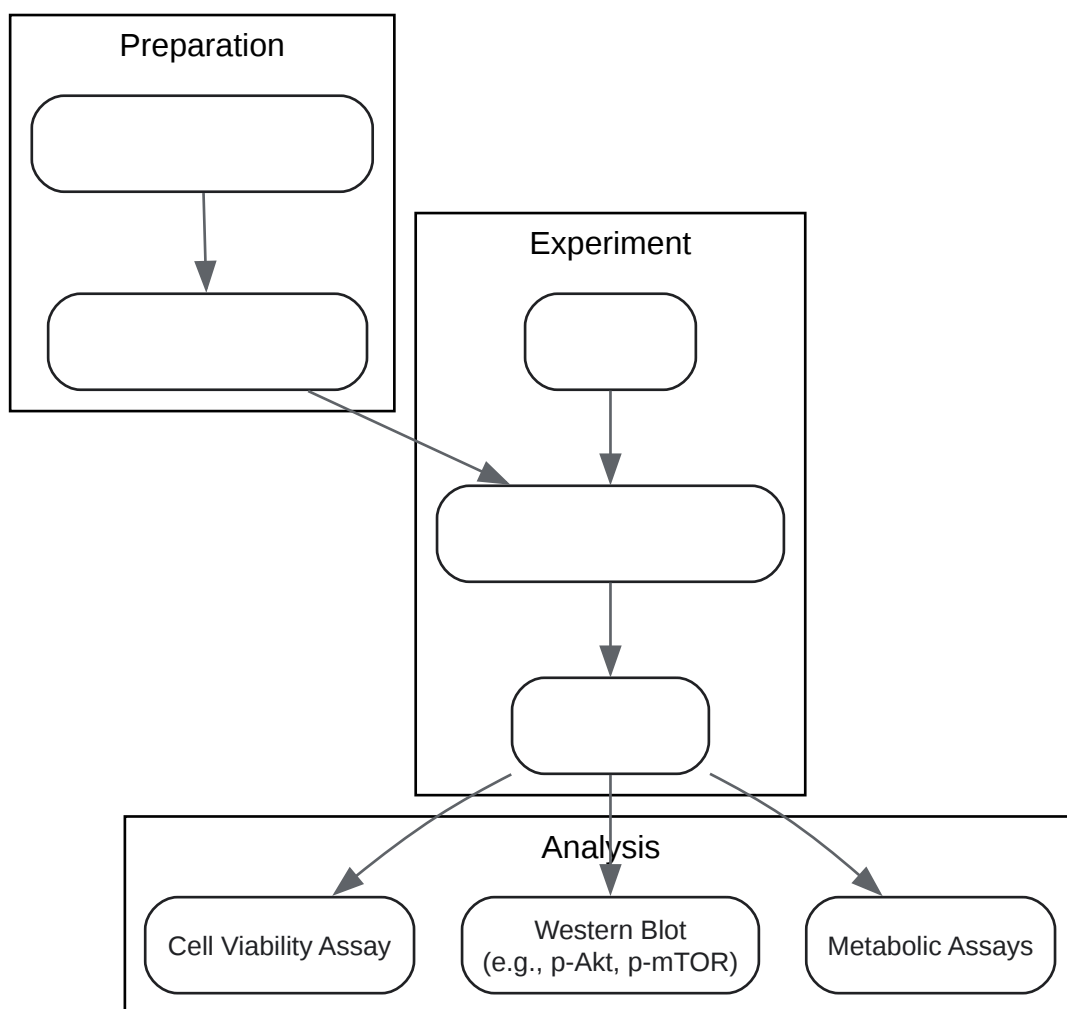 Preparation
Experiment
Analysis
Cell Viability Assay
Western Blot
(e.g., p-Akt, p-mTOR)
Metabolic Assays